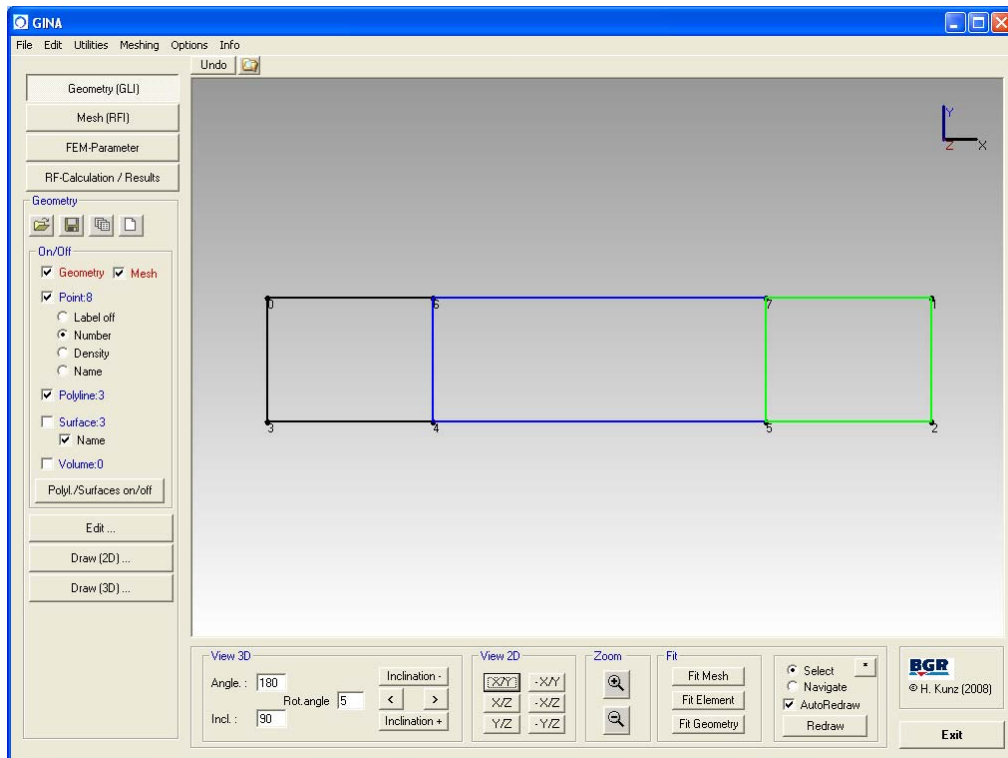 GINA
File Edit Utilities Meshing Options Info
Undo
Geometry (GLI)
Mesh (RFI)
FEM-Parameter
RF-Calculation / Results
Geometry
On/Off
Geometry Mesh
Point:8
Label off
Number
Density
Name
Polyline:3
Surface:3
Name
Volume:0
Polyl./Surfaces on/off
Edit ...
Draw (2D) ...
Draw (3D) ...
Y
Z X
0 6 7 1
3 4 5 2
View 3D
Angle.: 180
Rot.angle 5
Incl.: 90
Inclination -
< >
Inclination +
View 2D
X/Y -X/Y
X/Z -X/Z
Y/Z -Y/Z
Zoom
Fit
Fit Mesh
Fit Element
Fit Geometry
Select *
Navigate
AutoRedraw
Redraw
BGR
© H. Kunz (2008)
Exit